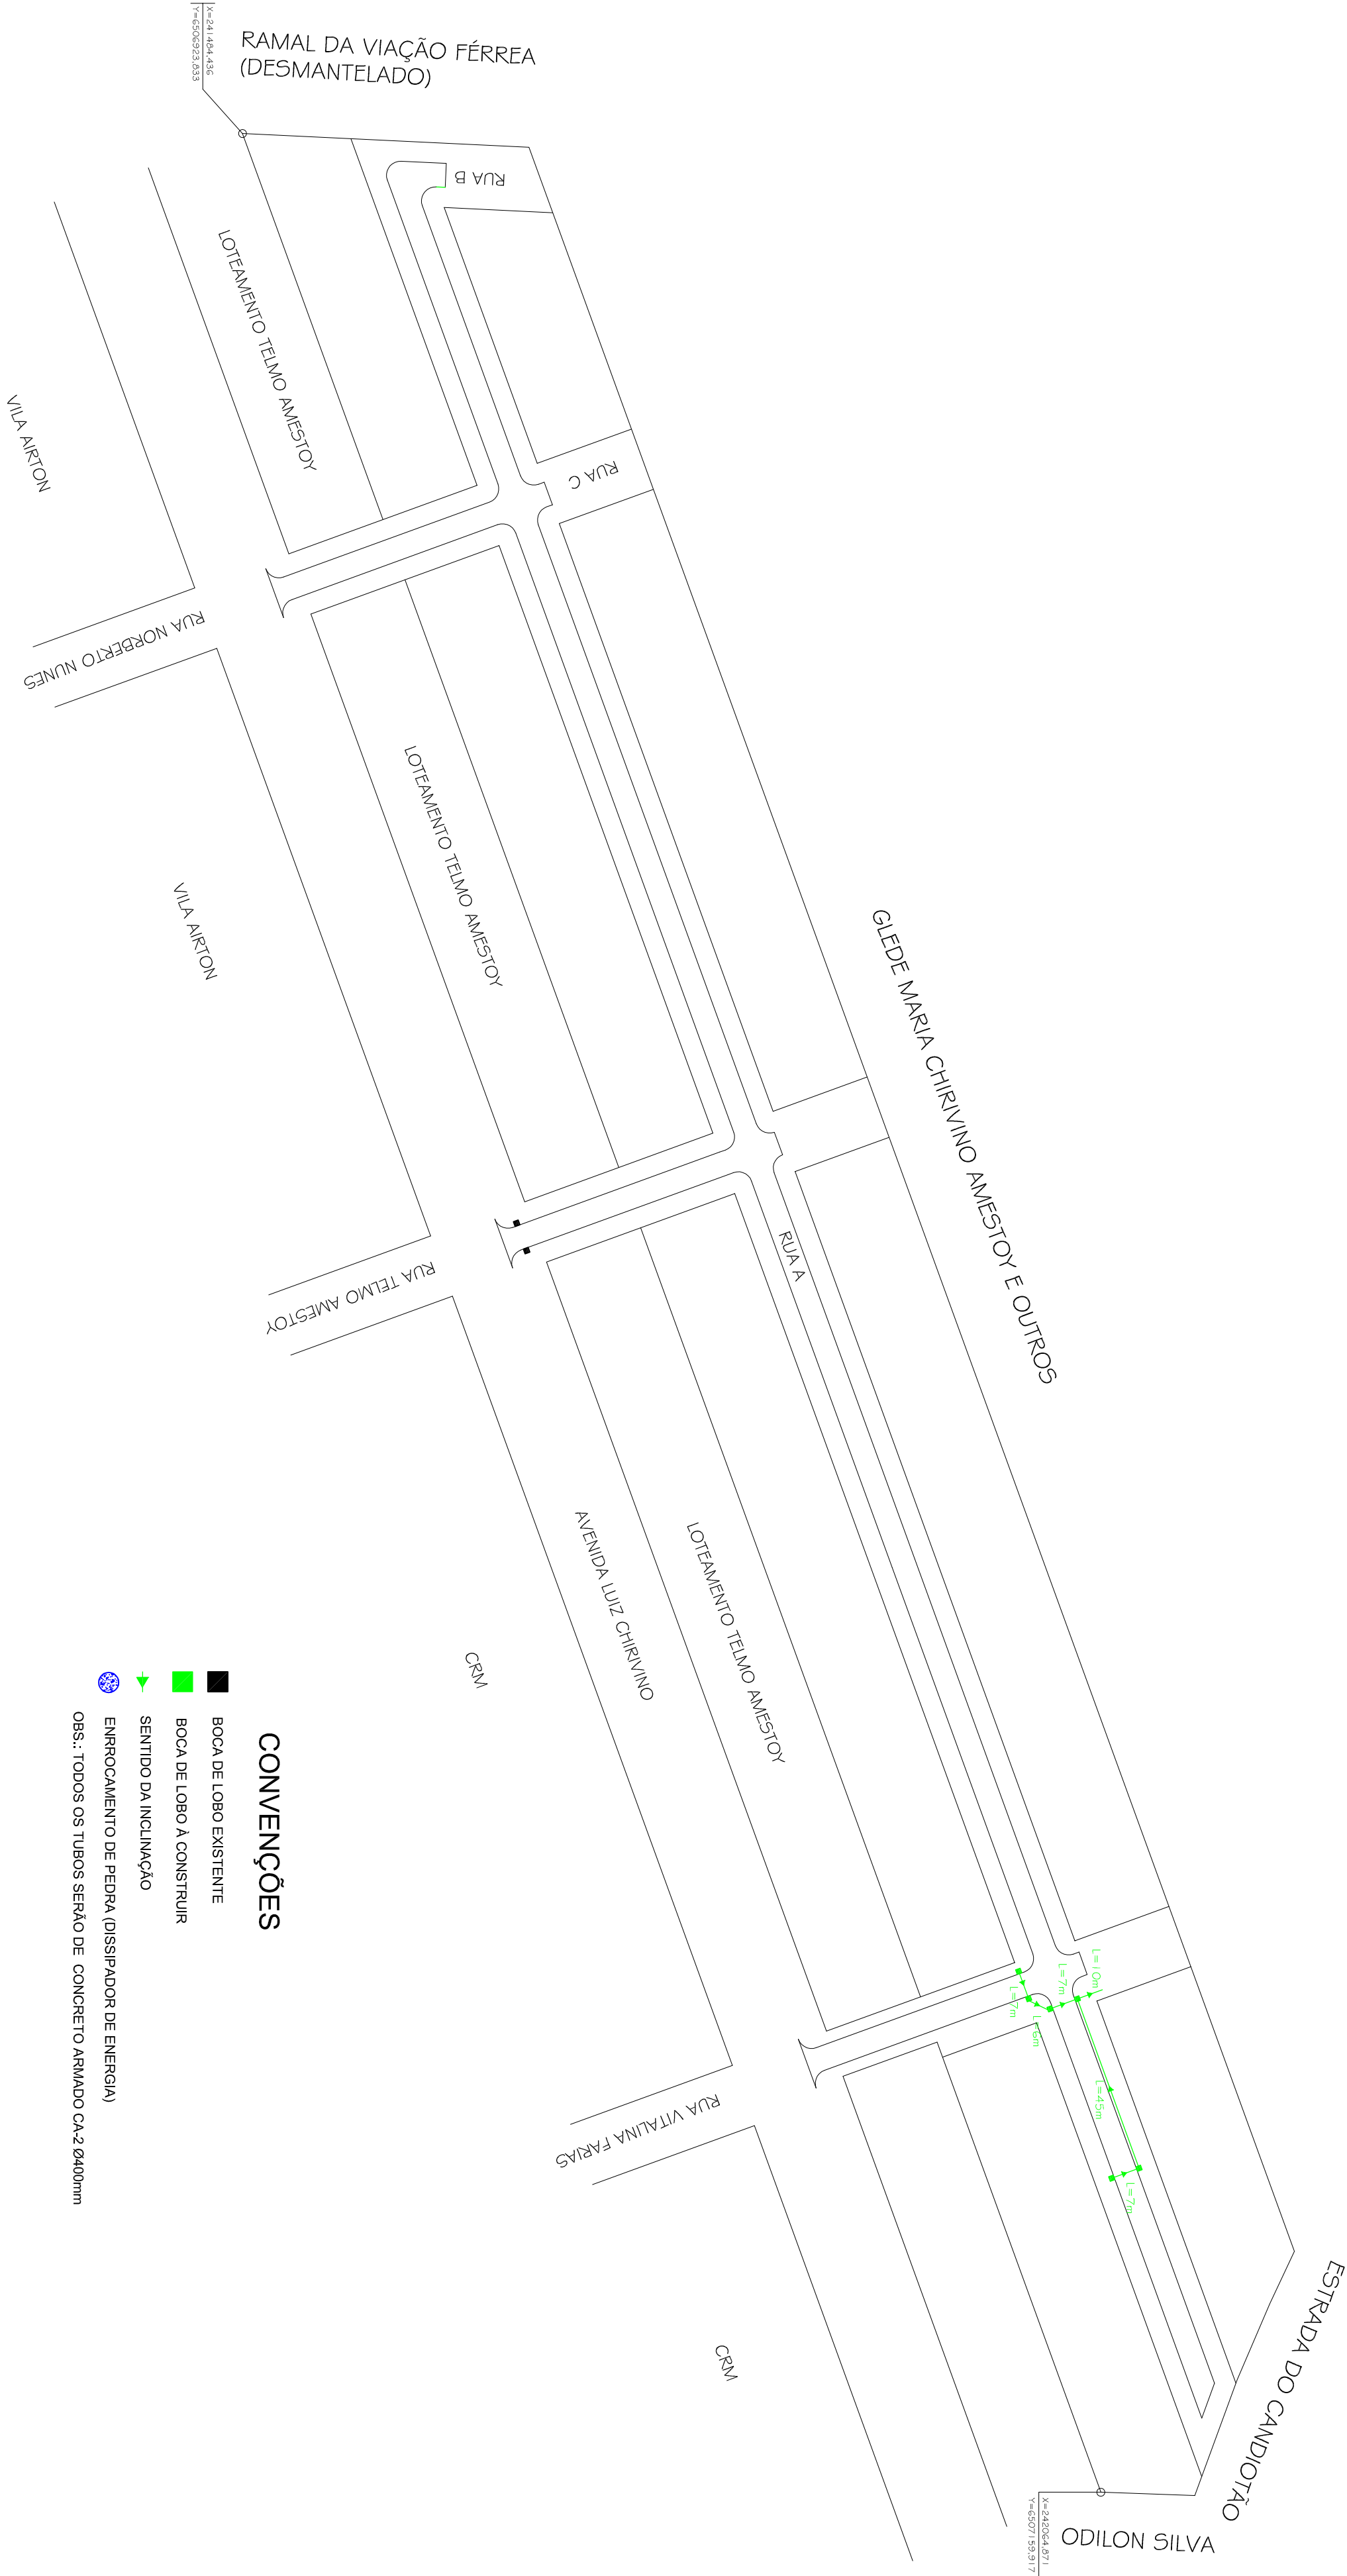 X=241484,436
Y=6506923,833
RAMAL DA VIAÇÃO FÉRREA
(DESMANTELADO)
RUA B
LOTEAMENTO TELMO AMESTOY
VILA AIRTON
RUA C
RUA NORBERTO NUNES
LOTEAMENTO TELMO AMESTOY
VILA AIRTON
GLEDE MARIA CHIRIVINO AMESTOY E OUTROS
RUA A
RUA TELMO AMESTOY
AVENIDA LUIZ CHIRIVINO
LOTEAMENTO TELMO AMESTOY
CRM
L=10m
L=7m
L=7m
L=6m
L=45m
L=7m
RUA VITALINA FARIAS
CRM
ESTRADA DO CANDIOTÃO
ODILON SILVA
X=242064,871
Y=6507159,917
CONVENÇÕES
BOCA DE LOBO EXISTENTE
BOCA DE LOBO À CONSTRUIR
SENTIDO DA INCLINAÇÃO
ENRROCAMENTO DE PEDRA (DISSIPADOR DE ENERGIA)
OBS.: TODOS OS TUBOS SERÃO DE CONCRETO ARMADO CA-2 Ø400mm